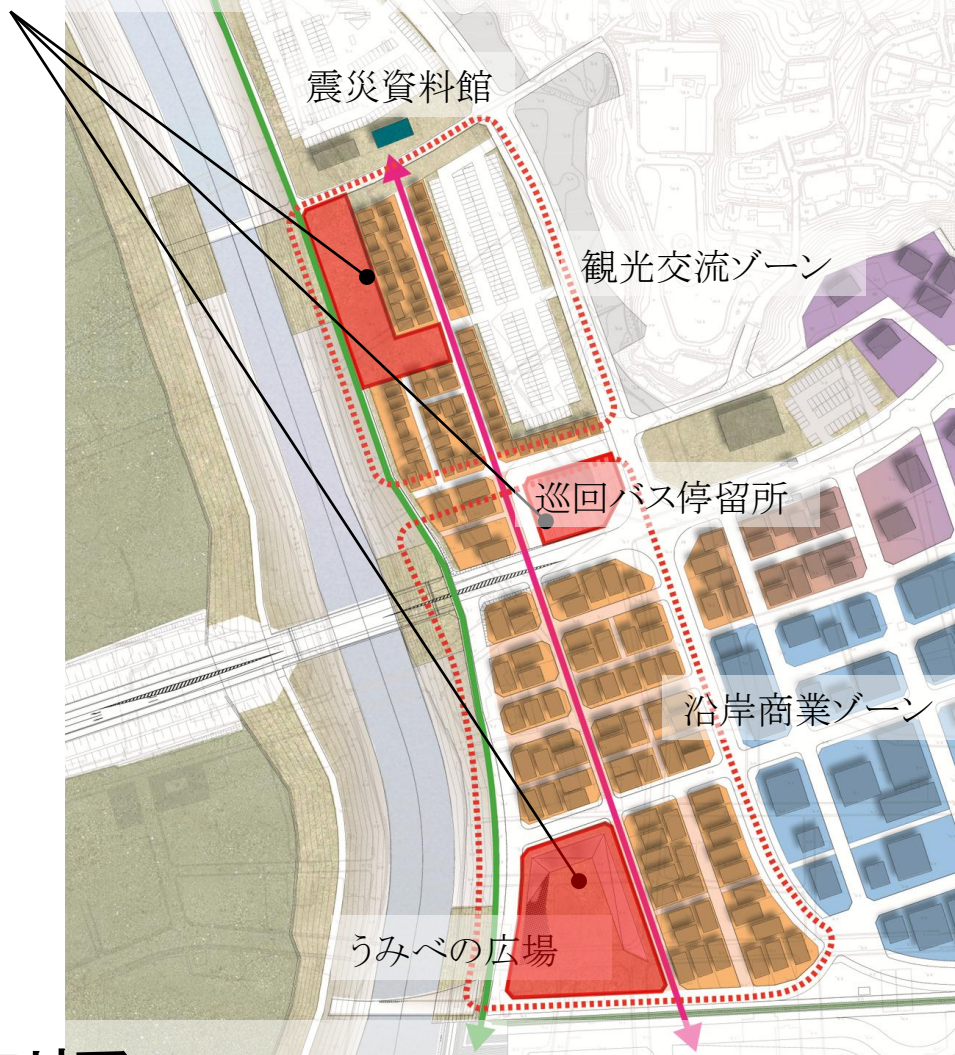 震災資料館
観光交流ゾーン
巡回バス停留所
沿岸商業ゾーン
うみべの広場